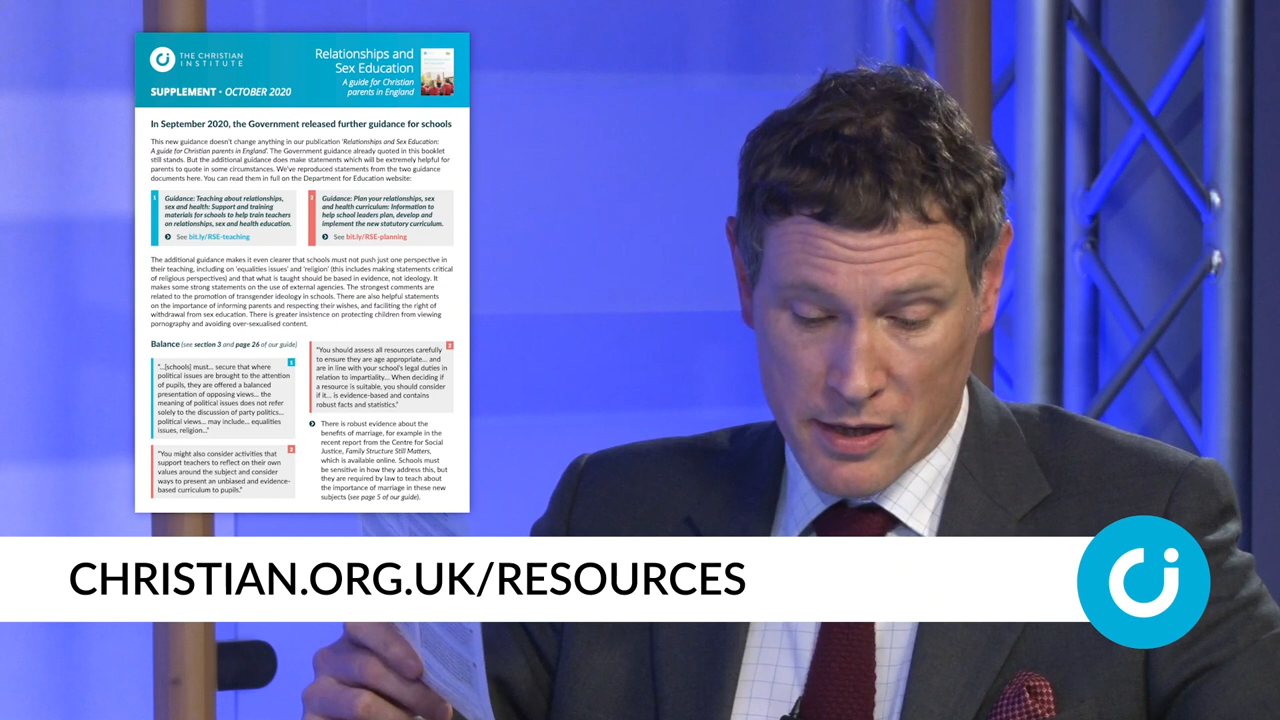 THE CHRISTIAN
INSTITUTE
SUPPLEMENT • OCTOBER 2020
Relationships and
Sex Education
A guide for Christian
parents in England
In September 2020, the Government released further guidance for schools
This new guidance doesn't change anything in our publication 'Relationships and Sex Education:
A guide for Christian parents in England'. The Government guidance already quoted in this booklet
still stands. But the additional guidance does make statements which will be extremely helpful for
parents to quote in some circumstances. We've reproduced statements from the two guidance
documents here. You can read them in full on the Department for Education website:
1
Guidance: Teaching about relationships,
sex and health: Support and training
materials for schools to help train teachers
on relationships, sex and health education.
See bit.ly/RSE-teaching
2
Guidance: Plan your relationships, sex
and health curriculum: Information to
help school leaders plan, develop and
implement the new statutory curriculum.
See bit.ly/RSE-planning
The additional guidance makes it even clearer that schools must not push just one perspective in
their teaching, including on 'equalities issues' and 'religion' (this includes making statements critical
of religious perspectives) and that what is taught should be based in evidence, not ideology. It
makes some strong statements on the use of external agencies. The strongest comments are
related to the promotion of transgender ideology in schools. There are also helpful statements
on the importance of informing parents and respecting their wishes, and facilitating the right of
withdrawal from sex education. There is greater insistence on protecting children from viewing
pornography and avoiding over-sexualised content.
Balance (see section 3 and page 26 of our guide)
1
"...[schools] must... secure that where
political issues are brought to the attention
of pupils, they are offered a balanced
presentation of opposing views... the
meaning of political issues does not refer
solely to the discussion of party politics...
political views... may include... equalities
issues, religion..."
2
"You might also consider activities that
support teachers to reflect on their own
values around the subject and consider
ways to present an unbiased and evidence-
based curriculum to pupils."
2
"You should assess all resources carefully
to ensure they are age appropriate... and
are in line with your school's legal duties in
relation to impartiality... When deciding if
a resource is suitable, you should consider
if it... is evidence-based and contains
robust facts and statistics."
There is robust evidence about the
benefits of marriage, for example in the
recent report from the Centre for Social
Justice, Family Structure Still Matters,
which is available online. Schools must
be sensitive in how they address this, but
they are required by law to teach about
the importance of marriage in these new
subjects (see page 5 of our guide).
CHRISTIAN.ORG.UK/RESOURCES